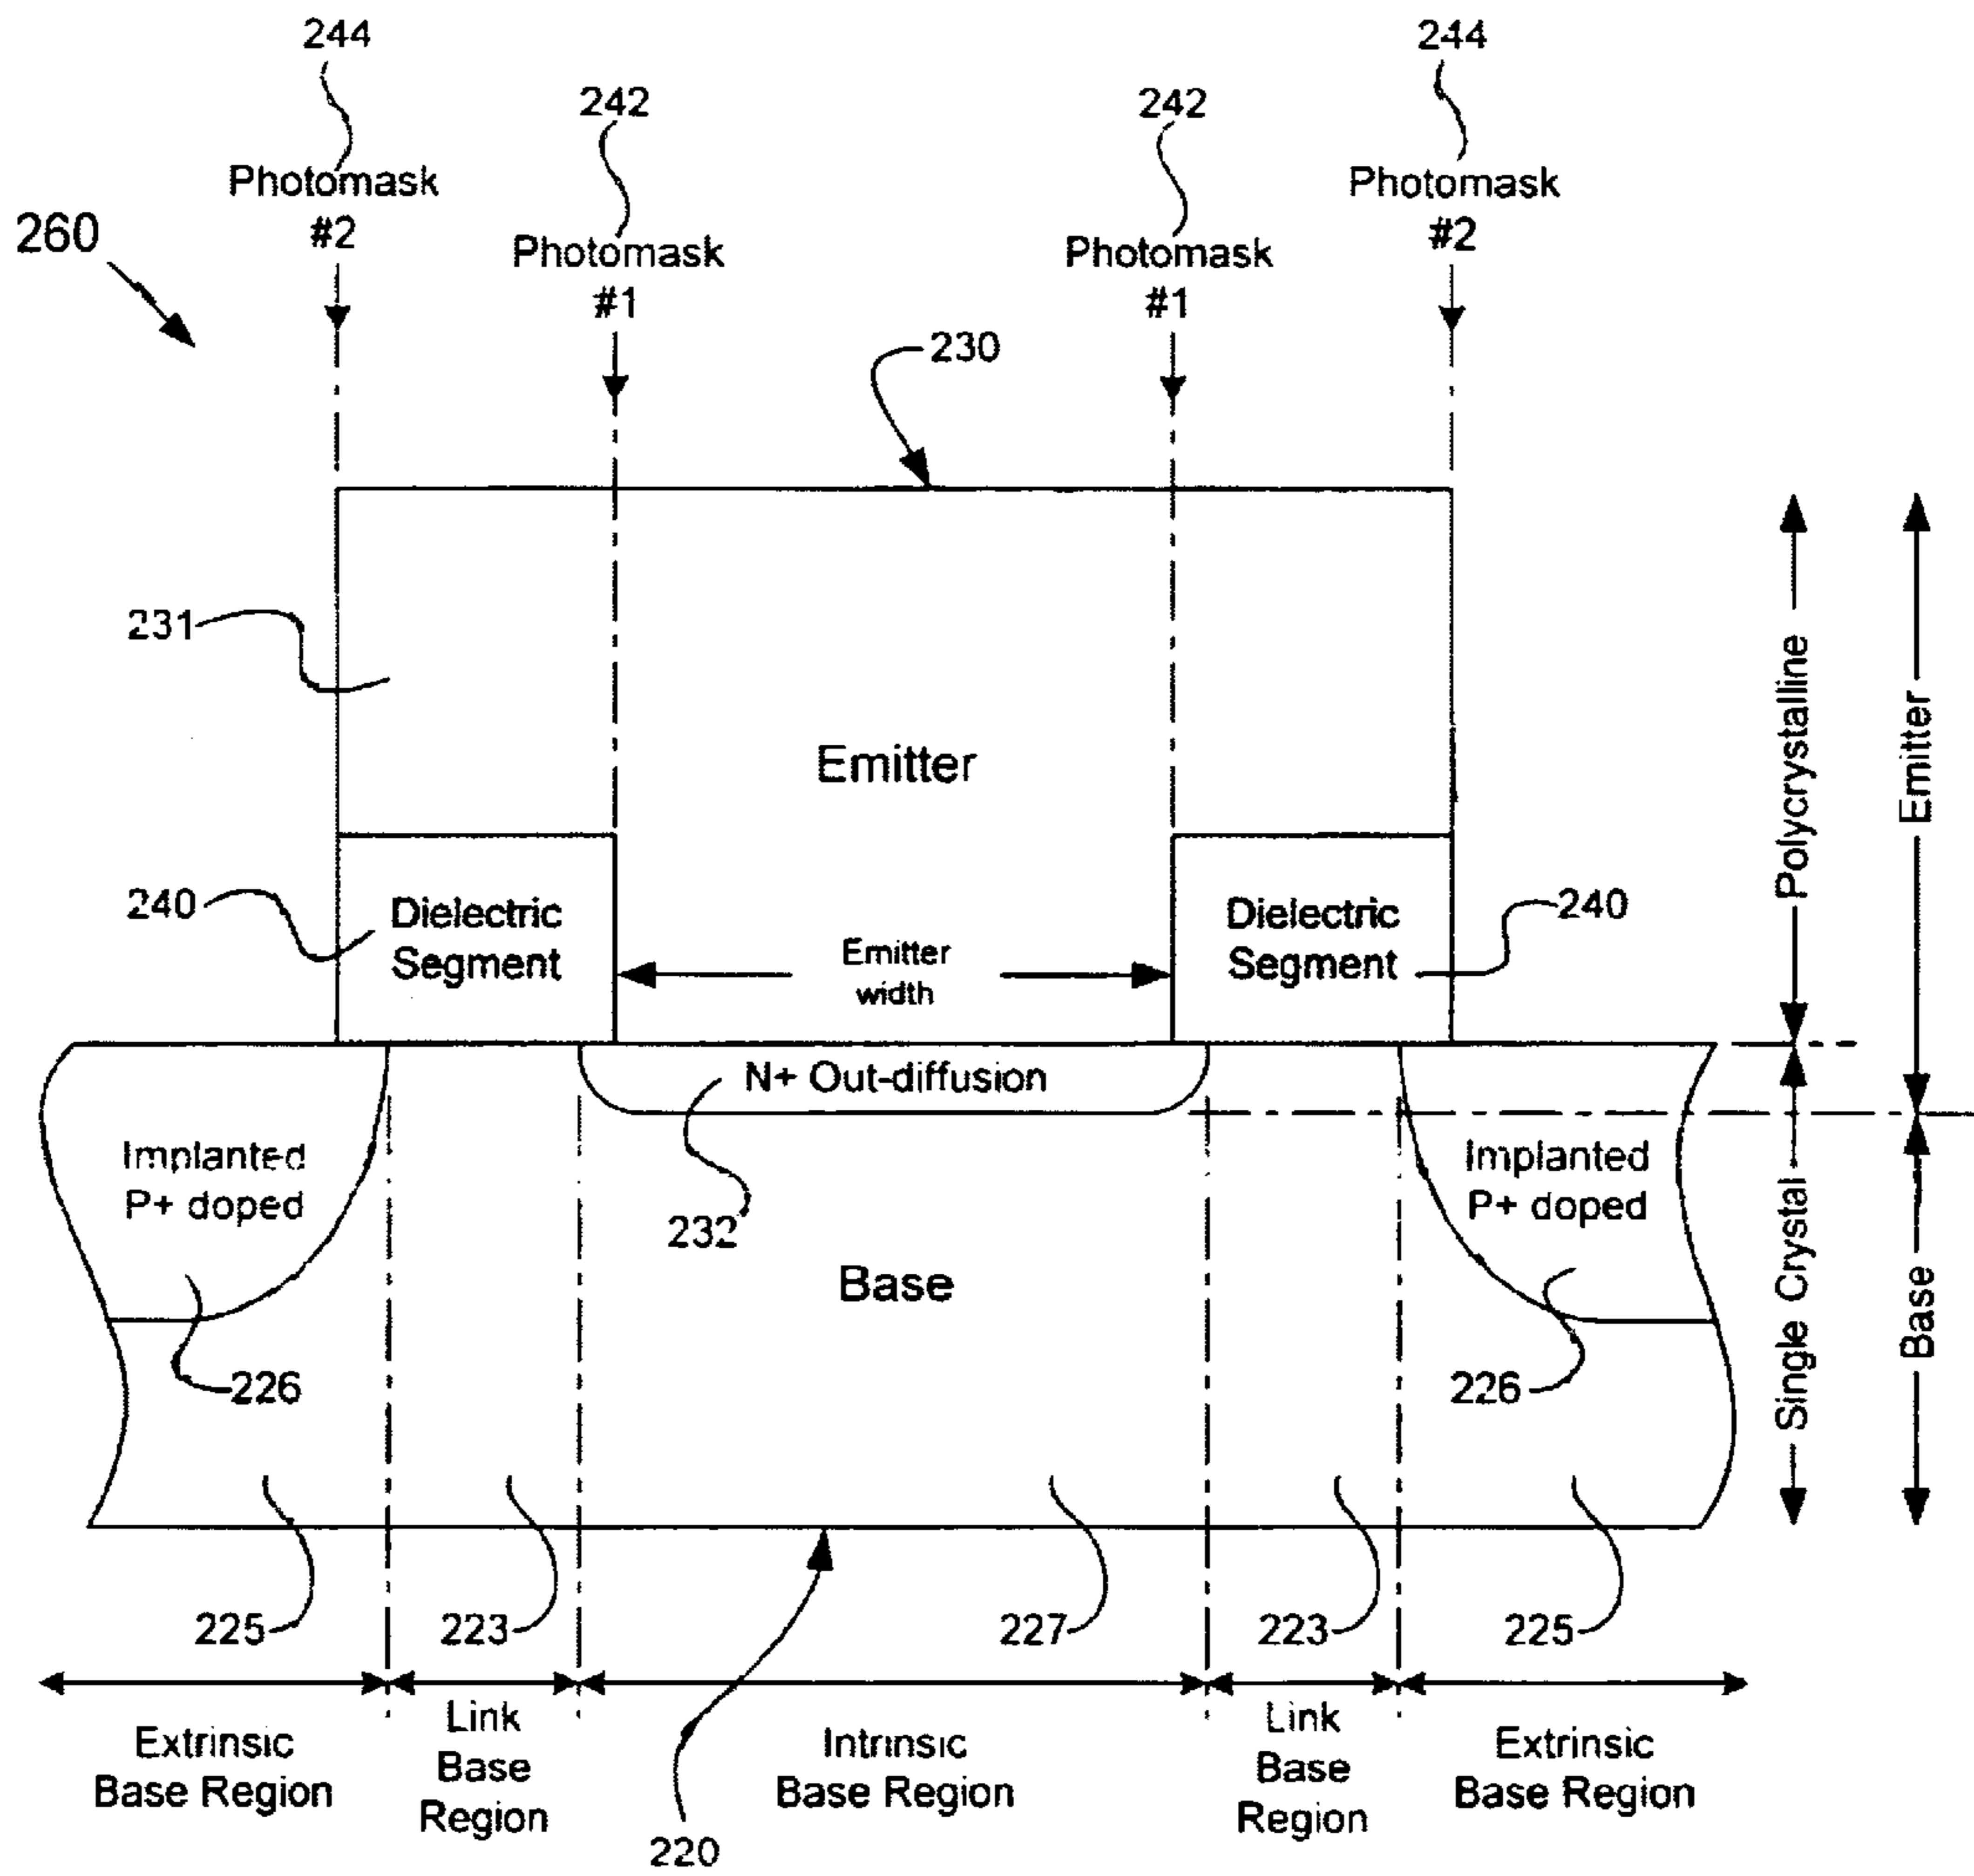 244
244
242
242
Photomask
#2
Photomask
#2
260
Photomask
#1
Photomask
#1
230
231
Emitter
Polycrystalline
Emitter
240
Dielectric
Segment
Emitter
width
Dielectric
Segment
240
N+ Out-diffusion
Implanted
P+ doped
232
Implanted
P+ doped
Base
Single Crystal
Base
226
226
225
223
227
223
225
Extrinsic
Base Region
Link
Base
Region
Intrinsic
Base Region
Link
Base
Region
Extrinsic
Base Region
220